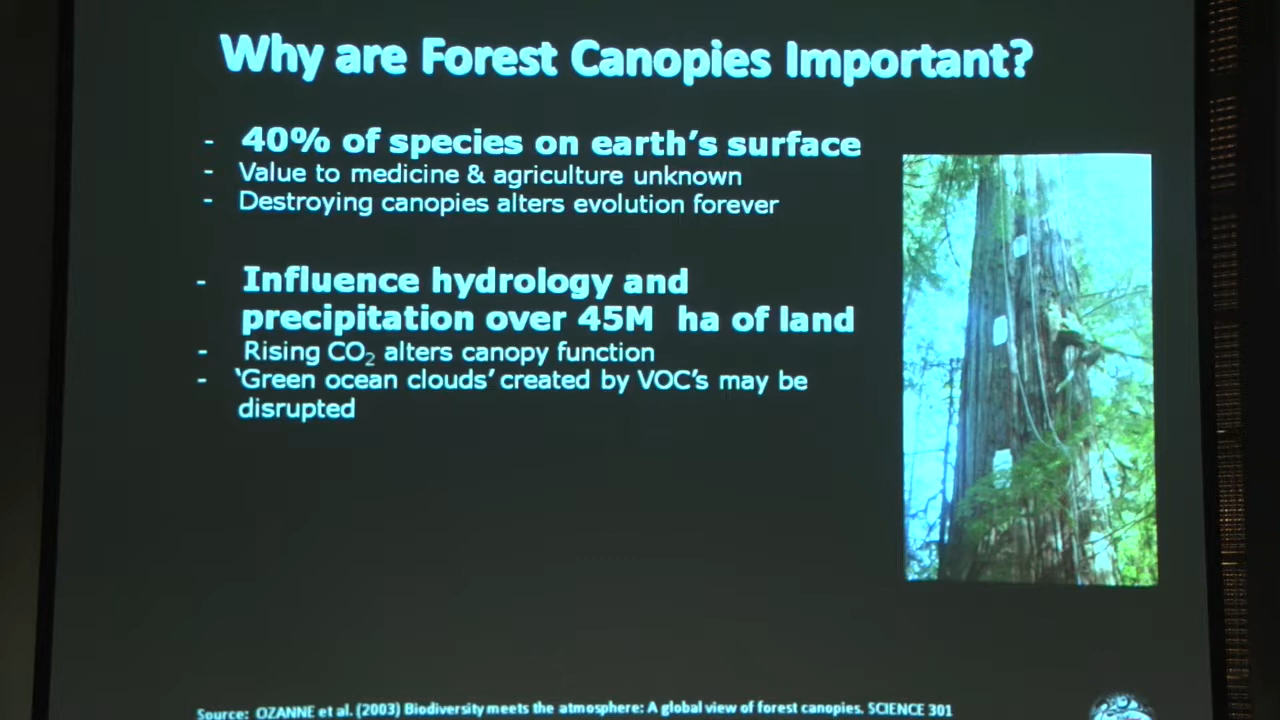 Why are Forest Canopies Important?
- 40% of species on earth's surface
- Value to medicine & agriculture unknown
- Destroying canopies alters evolution forever
- Influence hydrology and
precipitation over 45M ha of land
- Rising CO₂ alters canopy function
- 'Green ocean clouds' created by VOC's may be
disrupted
Source: OZANNE et al. (2003) Biodiversity meets the atmosphere: A global view of forest canopies. SCIENCE 301